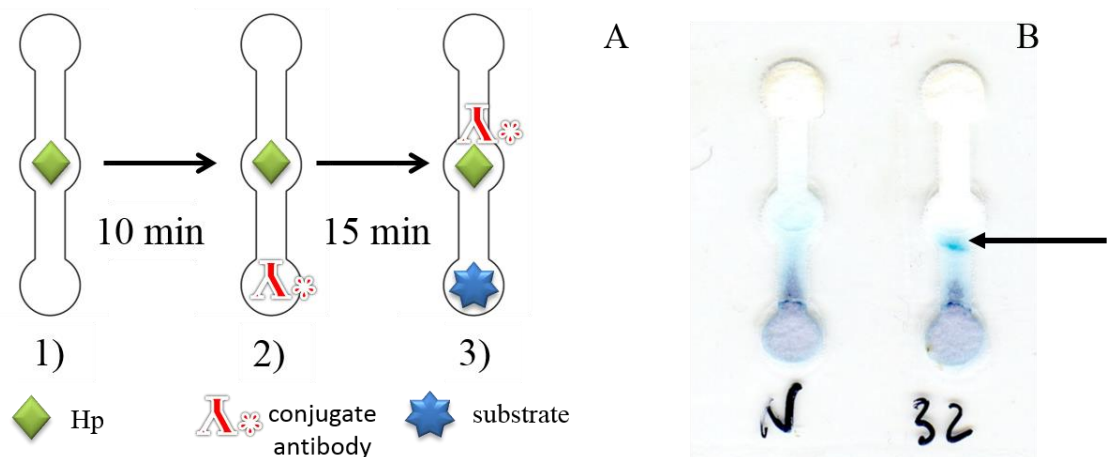 A
B
10 min
15 min
1)
2)
3)
Hp
conjugate
antibody
substrate
N
32